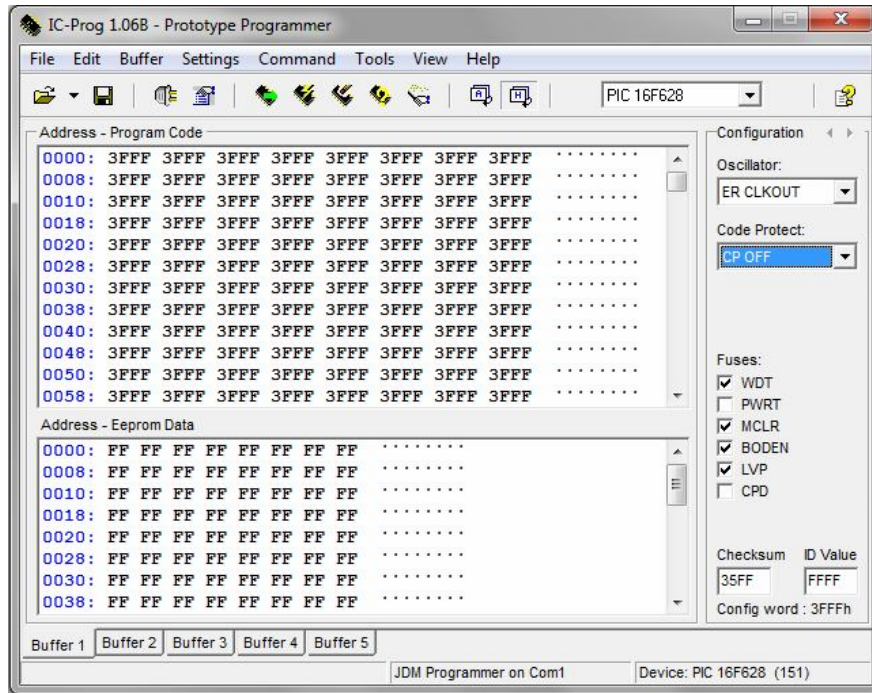 IC-Prog 1.06B - Prototype Programmer
File Edit Buffer Settings Command Tools View Help
PIC 16F628
Address - Program Code
0000: 3FFF 3FFF 3FFF 3FFF 3FFF 3FFF 3FFF 3FFF ........
0008: 3FFF 3FFF 3FFF 3FFF 3FFF 3FFF 3FFF 3FFF ........
0010: 3FFF 3FFF 3FFF 3FFF 3FFF 3FFF 3FFF 3FFF ........
0018: 3FFF 3FFF 3FFF 3FFF 3FFF 3FFF 3FFF 3FFF ........
0020: 3FFF 3FFF 3FFF 3FFF 3FFF 3FFF 3FFF 3FFF ........
0028: 3FFF 3FFF 3FFF 3FFF 3FFF 3FFF 3FFF 3FFF ........
0030: 3FFF 3FFF 3FFF 3FFF 3FFF 3FFF 3FFF 3FFF ........
0038: 3FFF 3FFF 3FFF 3FFF 3FFF 3FFF 3FFF 3FFF ........
0040: 3FFF 3FFF 3FFF 3FFF 3FFF 3FFF 3FFF 3FFF ........
0048: 3FFF 3FFF 3FFF 3FFF 3FFF 3FFF 3FFF 3FFF ........
0050: 3FFF 3FFF 3FFF 3FFF 3FFF 3FFF 3FFF 3FFF ........
0058: 3FFF 3FFF 3FFF 3FFF 3FFF 3FFF 3FFF 3FFF ........
Address - Eeprom Data
0000: FF FF FF FF FF FF FF FF ........
0008: FF FF FF FF FF FF FF FF ........
0010: FF FF FF FF FF FF FF FF ........
0018: FF FF FF FF FF FF FF FF ........
0020: FF FF FF FF FF FF FF FF ........
0028: FF FF FF FF FF FF FF FF ........
0030: FF FF FF FF FF FF FF FF ........
0038: FF FF FF FF FF FF FF FF ........
Configuration
Oscillator:
ER CLKOUT
Code Protect:
CP OFF
Fuses:
WDT
PWRT
MCLR
BODEN
LVP
CPD
Checksum ID Value
35FF FFFF
Config word : 3FFFh
Buffer 1 Buffer 2 Buffer 3 Buffer 4 Buffer 5
JDM Programmer on Com1 Device: PIC 16F628 (151)